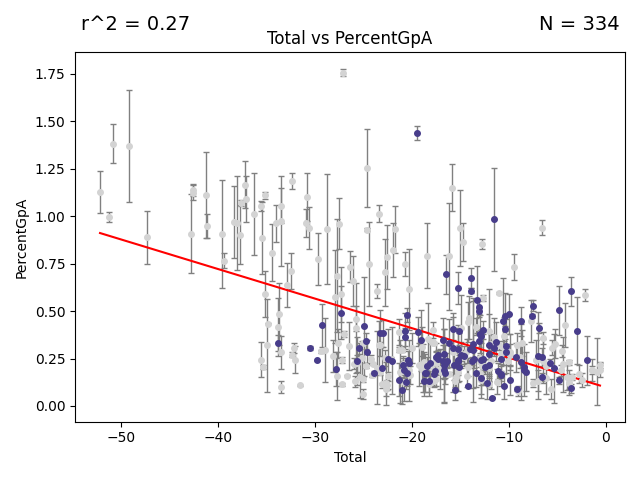 r^2 = 0.27
N = 334
Total vs PercentGpA
PercentGpA
1.75
1.50
1.25
1.00
0.75
0.50
0.25
0.00
−50
−40
−30
−20
−10
0
Total